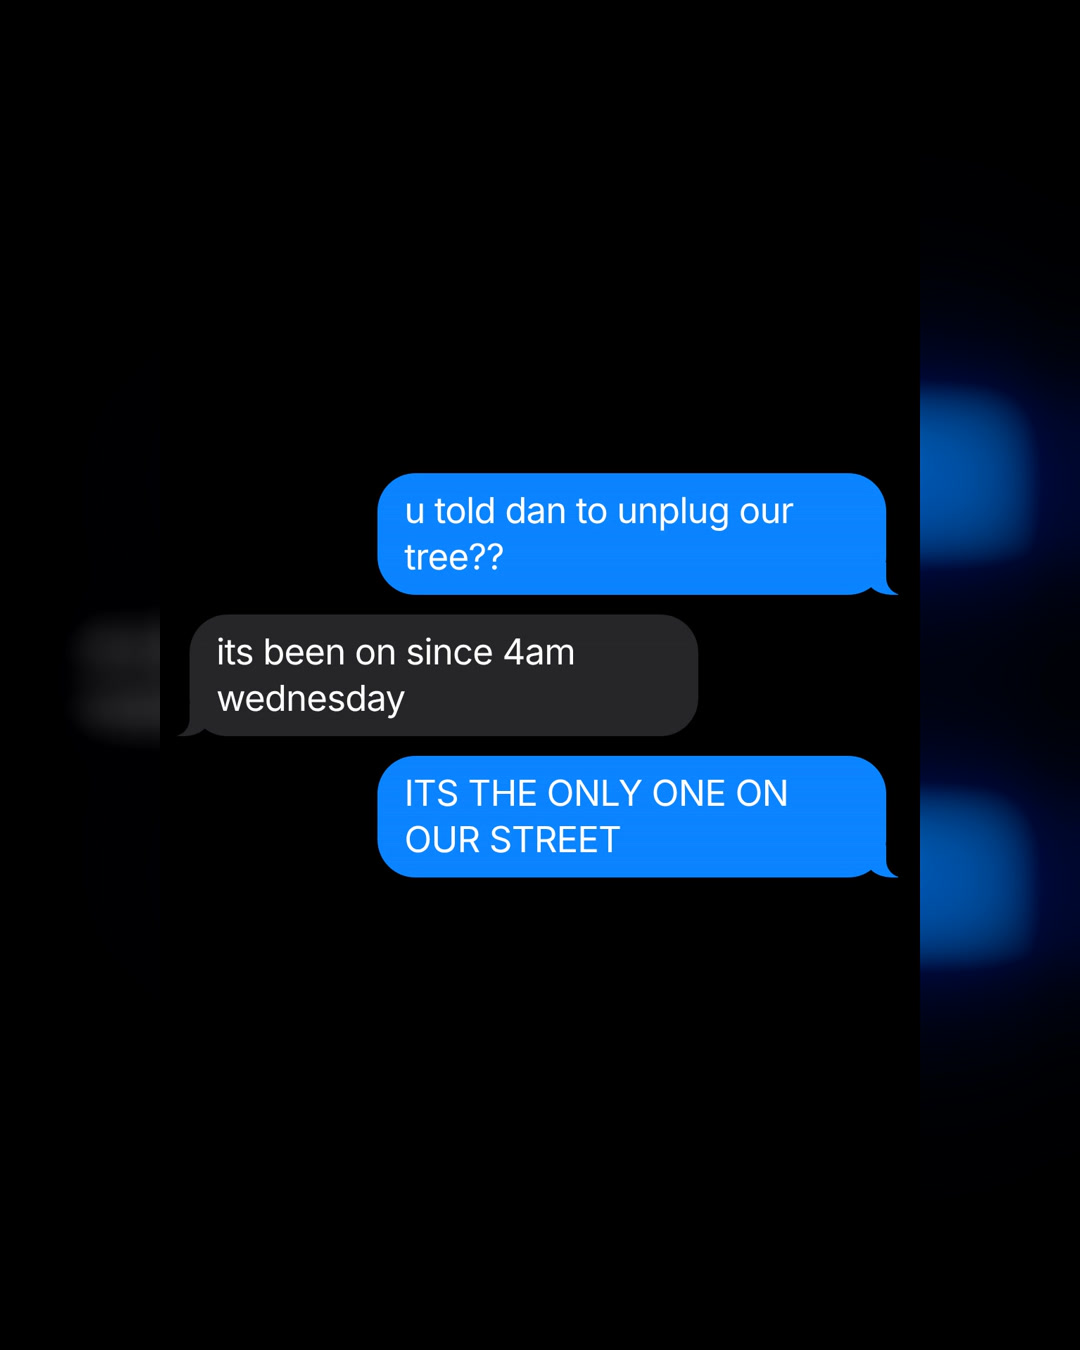 u told dan to unplug our
tree??
its been on since 4am
wednesday
ITS THE ONLY ONE ON
OUR STREET